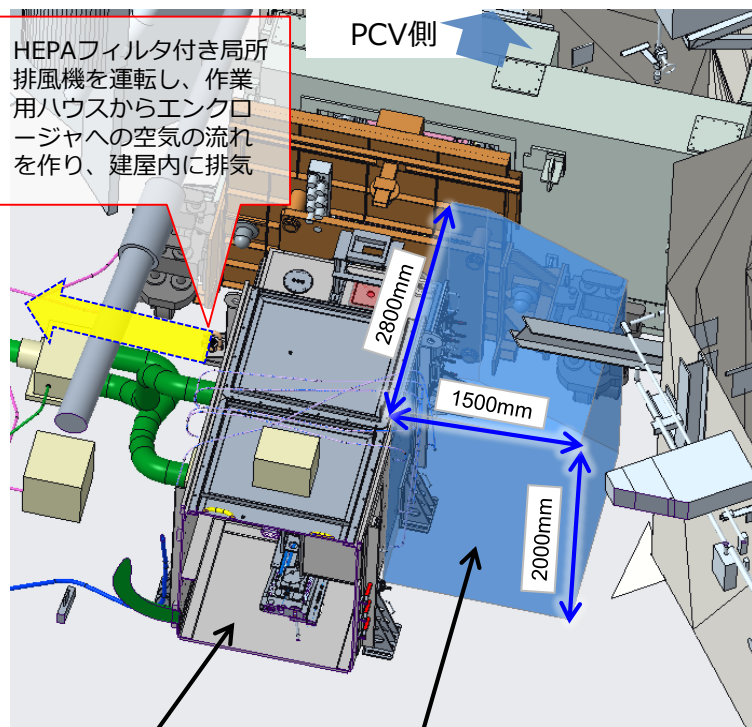 PCV側
HEPAフィルタ付き局所
排風機を運転し、作業
用ハウスからエンクロ
ージャへの空気の流れ
を作り、建屋内に排気
2800mm
1500mm
2000mm